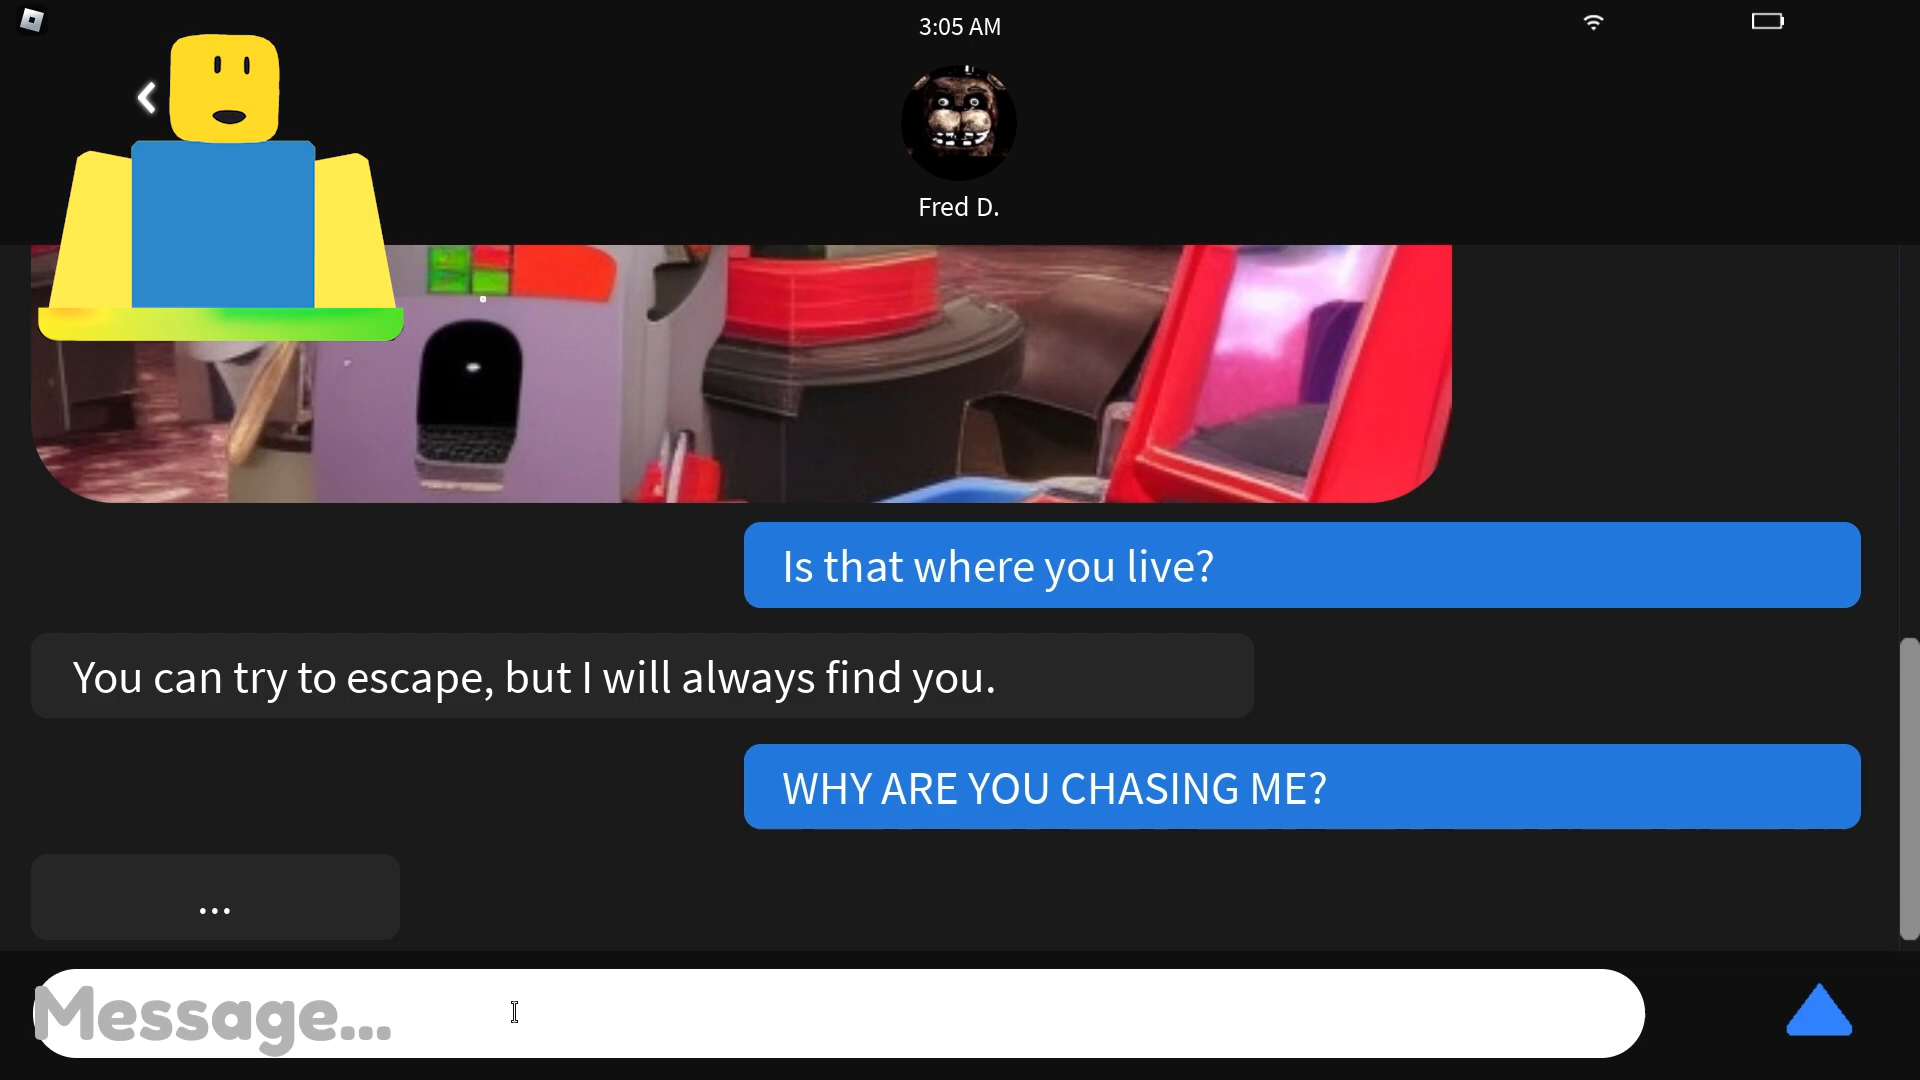 3:05 AM
Fred D.
Is that where you live?
You can try to escape, but I will always find you.
WHY ARE YOU CHASING ME?
...
Message...